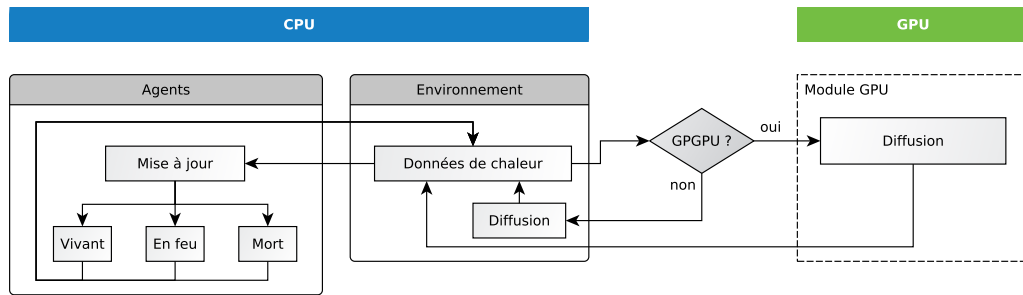 CPU
GPU
Agents
Environnement
Module GPU
Mise à jour
Données de chaleur
GPGPU ?
oui
non
Diffusion
Diffusion
Vivant
En feu
Mort